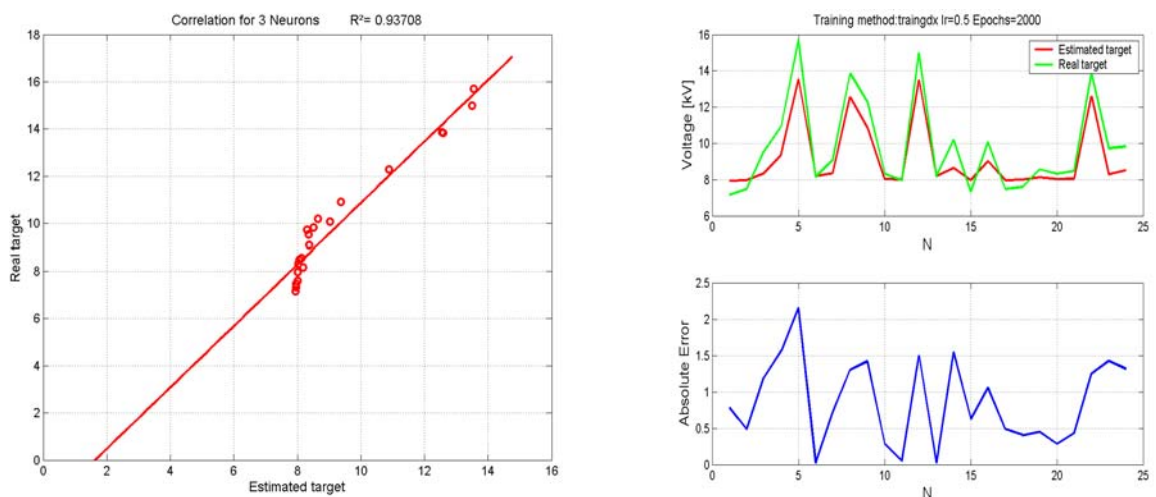 Correlation for 3 Neurons R²= 0.93708
18
16
14
12
10
8
6
4
2
0
Real target
0 2 4 6 8 10 12 14 16
Estimated target
Training method:traingdx lr=0.5 Epochs=2000
16
14
12
10
8
6
Voltage [kV]
Estimated target
Real target
0 5 10 15 20 25
N
2.5
2
1.5
1
0.5
0
Absolute Error
0 5 10 15 20 25
N